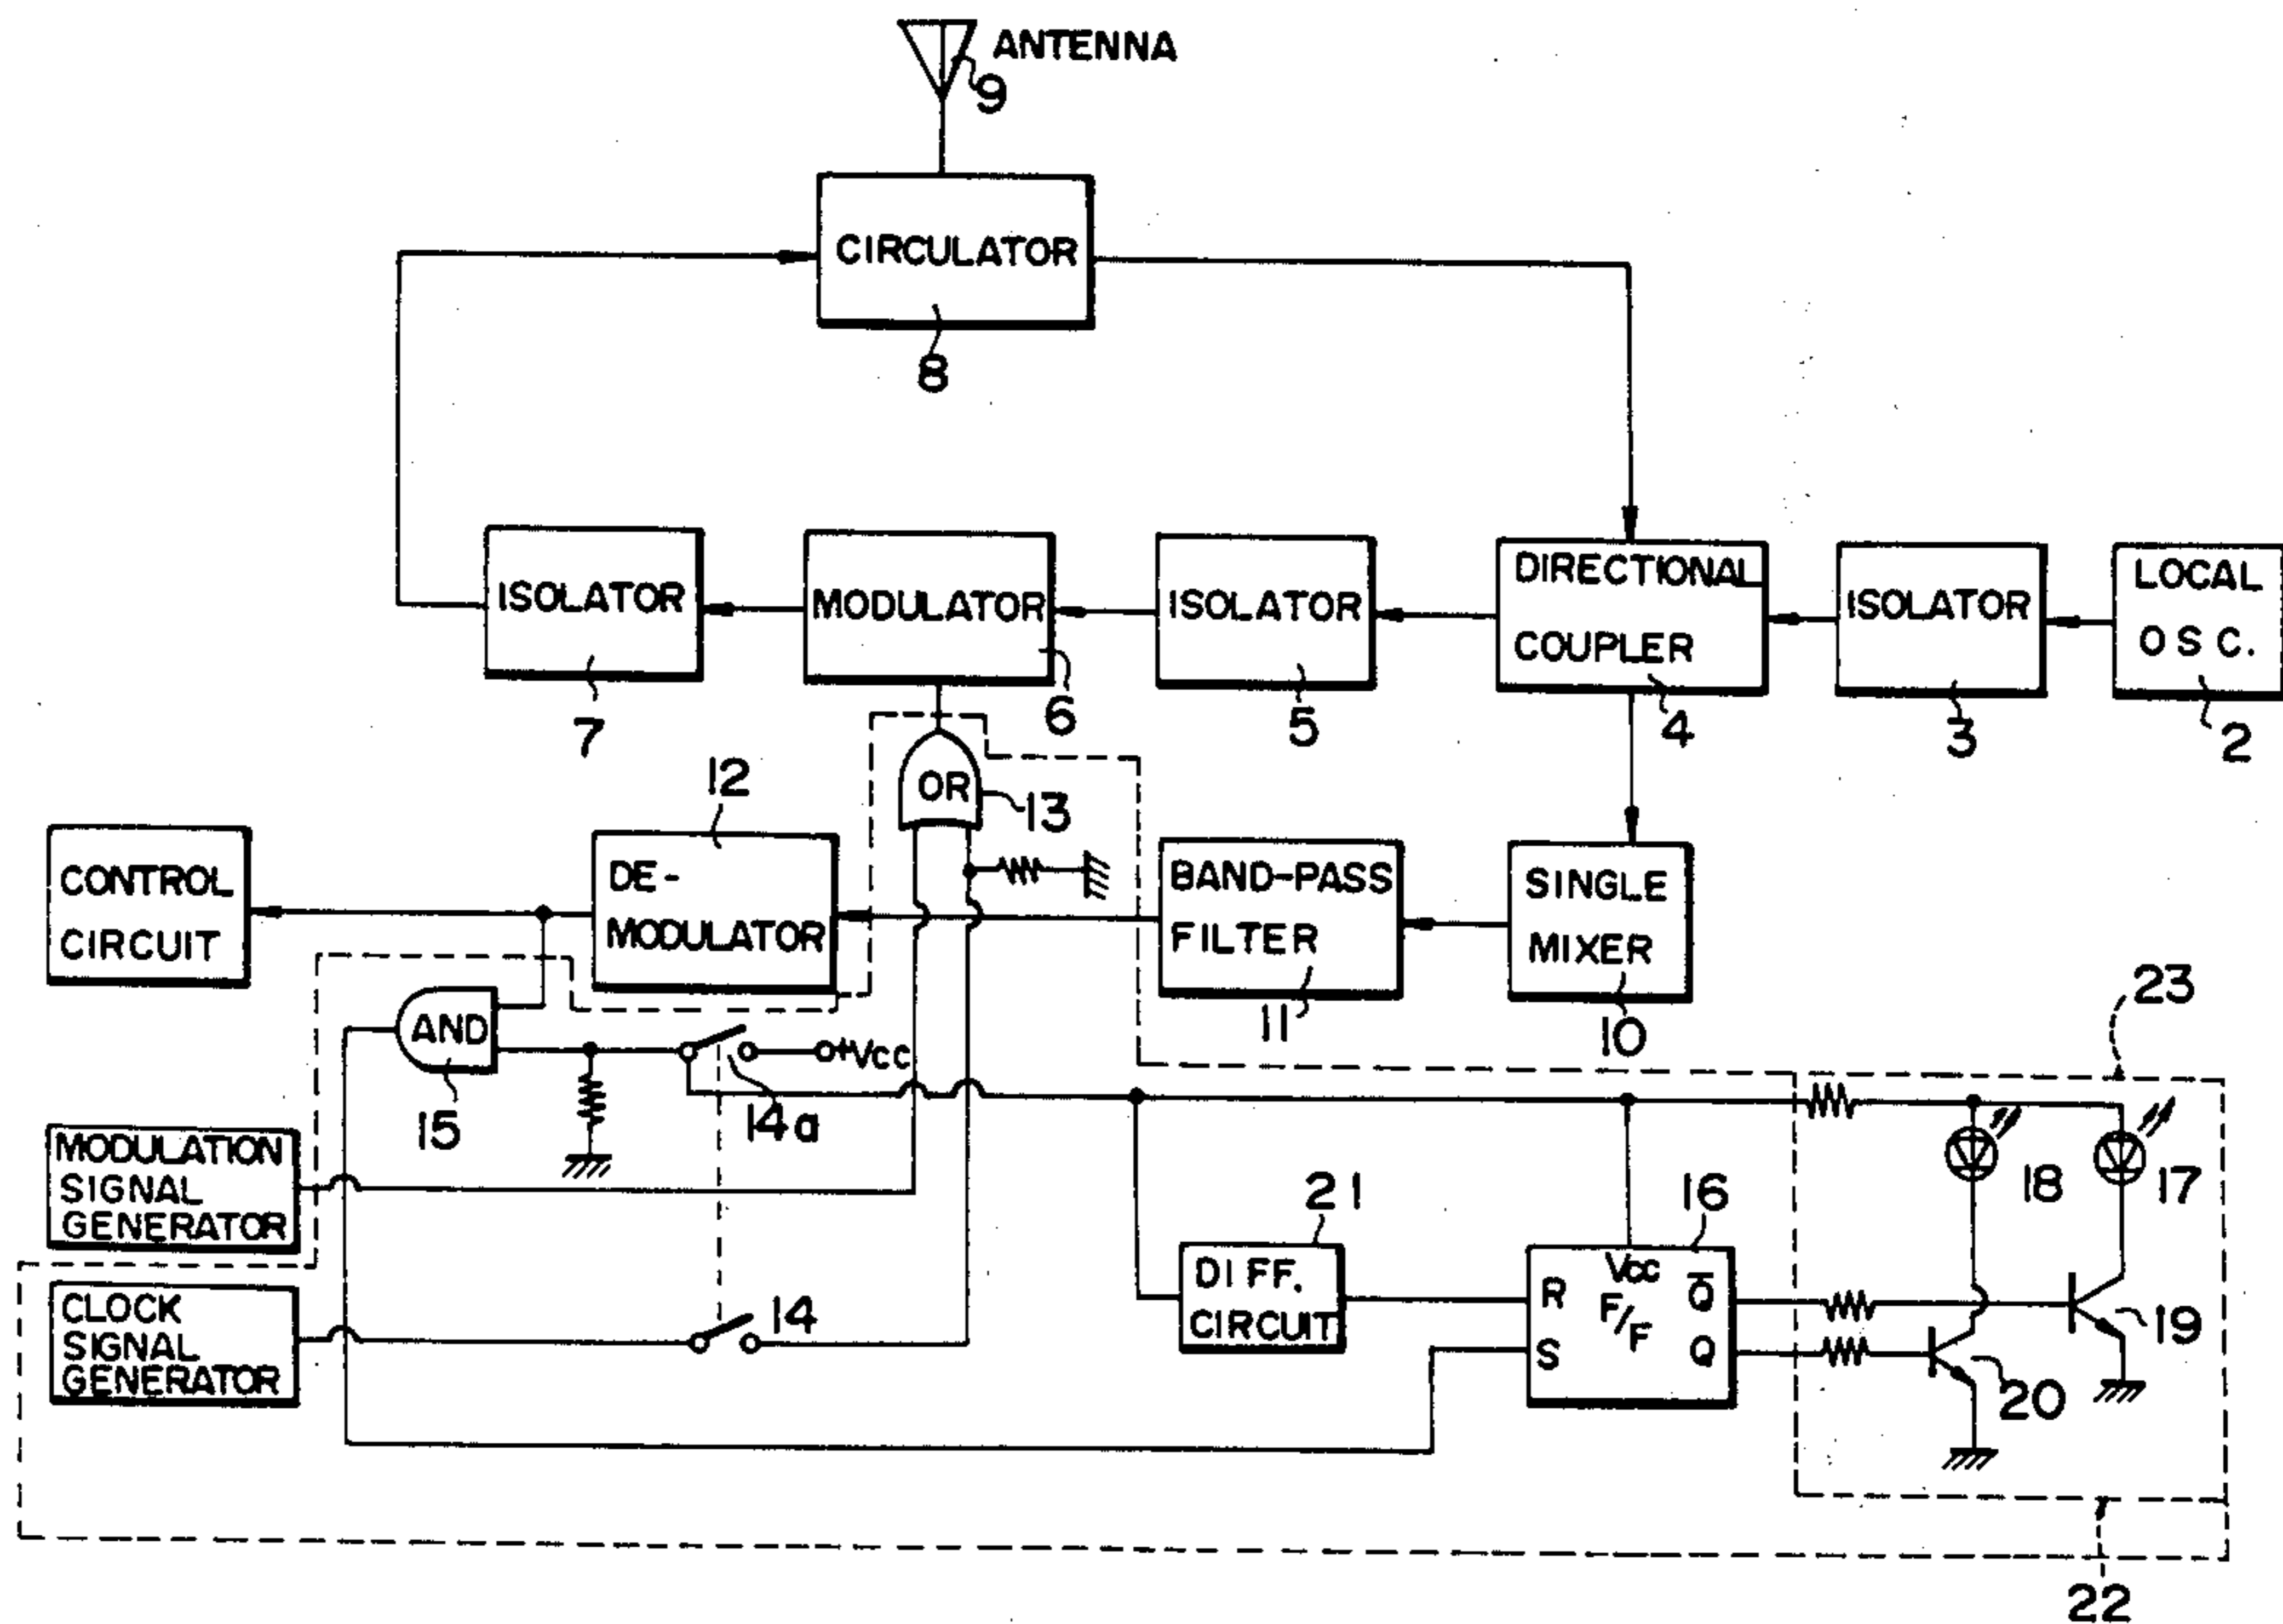 ANTENNA
9
CIRCULATOR
8
ISOLATOR
7
MODULATOR
6
ISOLATOR
5
DIRECTIONAL
COUPLER
4
ISOLATOR
3
LOCAL
OSC.
2
12
OR
13
CONTROL
CIRCUIT
DE-
MODULATOR
BAND-PASS
FILTER
11
SINGLE
MIXER
10
23
AND
15
+Vcc
14a
MODULATION
SIGNAL
GENERATOR
18
17
21
16
DIFF.
CIRCUIT
R
S
Vcc
F/F
Q̅
Q
19
20
CLOCK
SIGNAL
GENERATOR
14
22